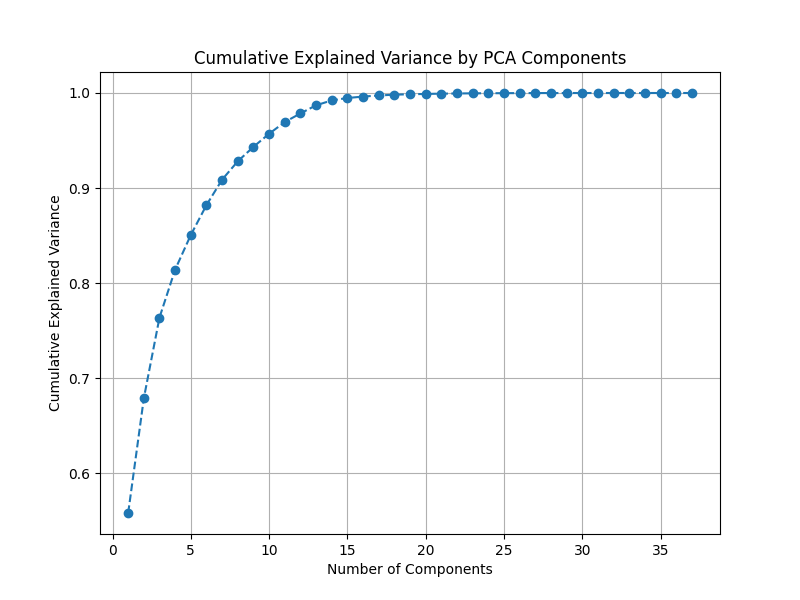 Cumulative Explained Variance by PCA Components
1.0
0.9
0.8
0.7
0.6
Cumulative Explained Variance
0 5 10 15 20 25 30 35
Number of Components